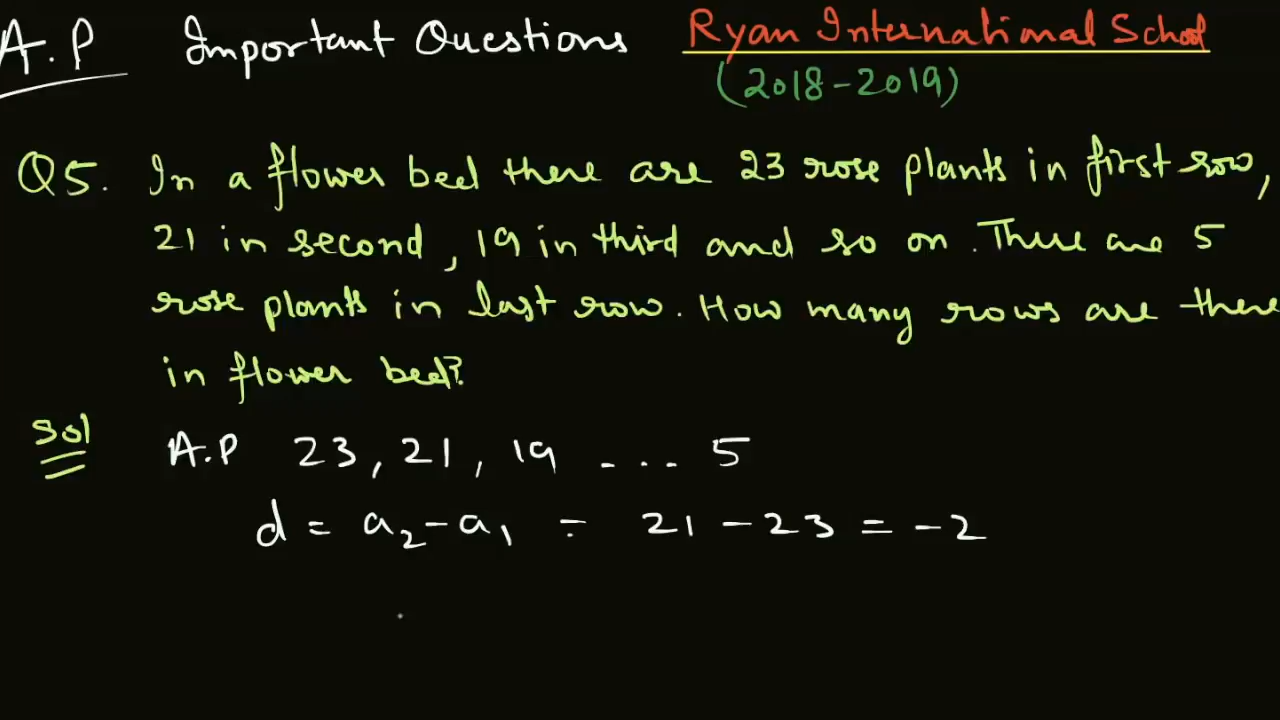 A.P Important Questions Ryan International School
(2018-2019)
Q5. In a flower bed there are 23 rose plants in first row,
21 in second, 19 in third and so on. There are 5
rose plants in last row. How many rows are there
in flower bed?
Sol A.P 23, 21, 19 .... 5
d = a₂-a₁ = 21 - 23 = -2